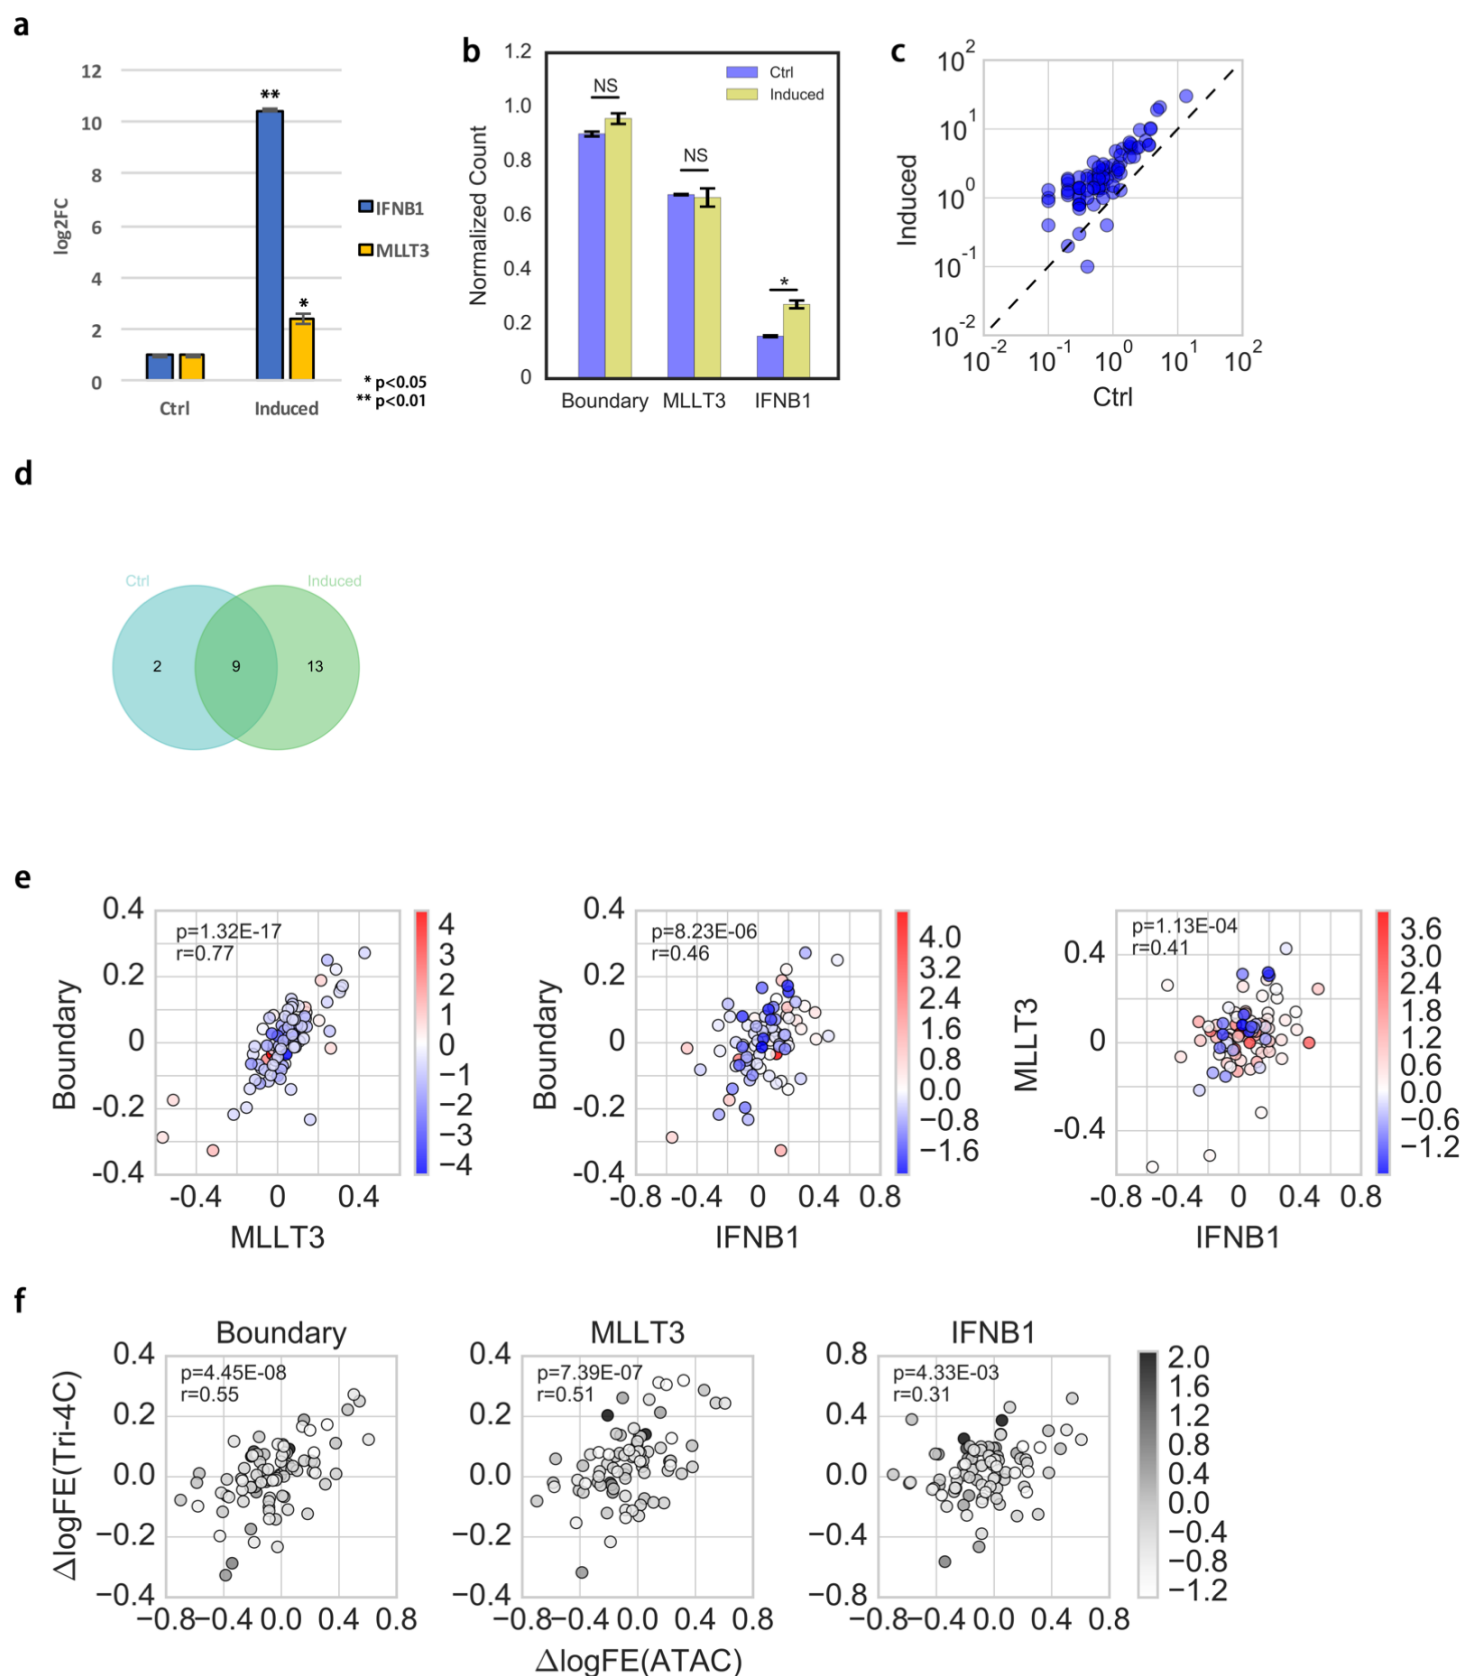 a
12
10
8
6
4
2
0
log2FC
**
*
Ctrl
Induced
IFNB1
MLLT3
* p<0.05
** p<0.01
b
1.2
1.0
0.8
0.6
0.4
0.2
0
Normalized Count
Ctrl
Induced
NS
NS
*
Boundary
MLLT3
IFNB1
c
10^2
10^1
10^0
10^-1
10^-2
Induced
10^-2 10^-1 10^0 10^1 10^2
Ctrl
d
Ctrl
Induced
2
9
13
e
0.4
0.2
0
-0.2
-0.4
Boundary
p=1.32E-17
r=0.77
-0.4 0 0.4
MLLT3
4
3
2
1
0
−1
−2
−3
−4
0.4
0.2
0
-0.2
-0.4
Boundary
p=8.23E-06
r=0.46
-0.8 -0.4 0 0.4 0.8
IFNB1
4.0
3.2
2.4
1.6
0.8
0.0
−0.8
−1.6
0.4
0
-0.4
MLLT3
p=1.13E-04
r=0.41
-0.8 -0.4 0 0.4 0.8
IFNB1
3.6
3.0
2.4
1.8
1.2
0.6
0.0
−0.6
−1.2
f
Boundary
0.4
0.2
0.0
−0.2
−0.4
ΔlogFE(Tri-4C)
p=4.45E-08
r=0.55
−0.8 −0.4 0.0 0.4 0.8
MLLT3
0.4
0.2
0.0
−0.2
−0.4
p=7.39E-07
r=0.51
−0.8 −0.4 0.0 0.4 0.8
ΔlogFE(ATAC)
IFNB1
0.8
0.4
0.0
−0.4
−0.8
p=4.33E-03
r=0.31
−0.8 −0.4 0.0 0.4 0.8
2.0
1.6
1.2
0.8
0.4
0.0
−0.4
−0.8
−1.2